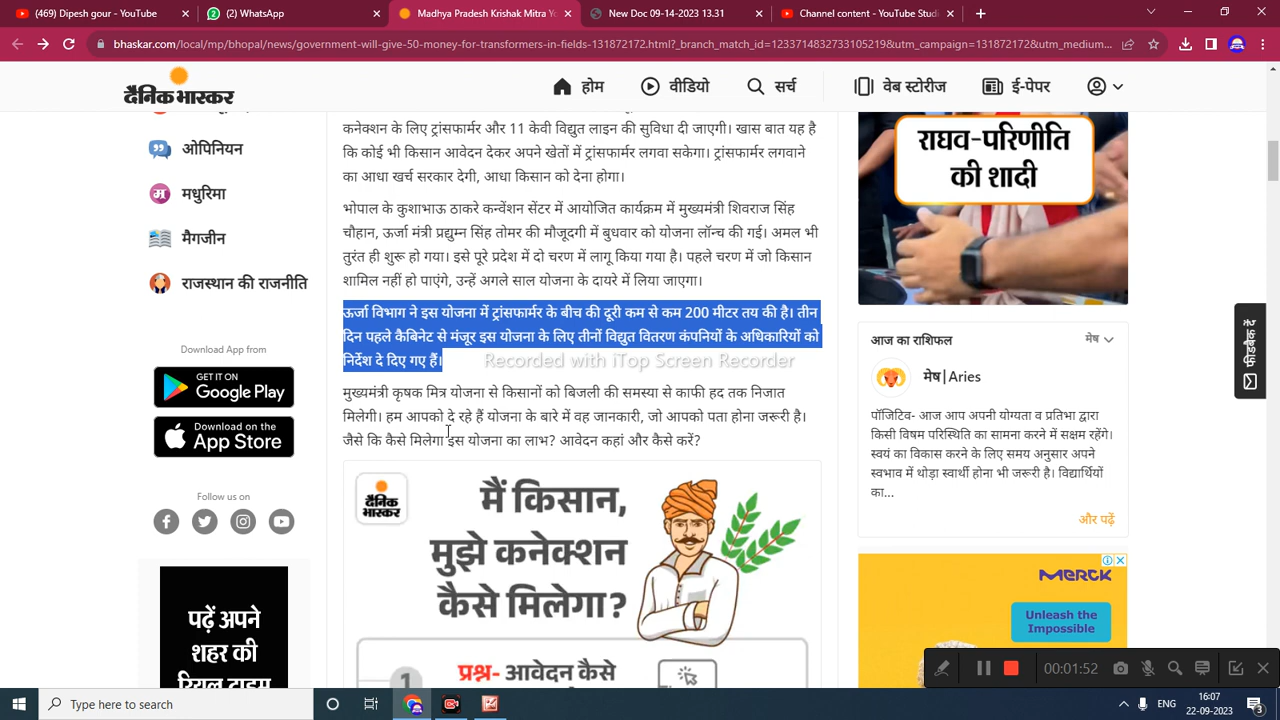 (469) Dipesh Gour - YouTube
(2) WhatsApp
Madhya Pradesh Krishak Mitra Yo
New Doc 09-14-2023 13.31
Channel content - YouTube Stud
bhaskar.com/local/mp/bhopal/news/government-will-give-50-money-for-transformers-in-fields-131872172.html?_branch_match_id=1233714832733105219&utm_campaign=131872172&utm_medium...
दैनिक भास्कर
होम
वीडियो
सर्च
वेब स्टोरीज
ई-पेपर
ओपिनियन
मधुरिमा
मैगजीन
राजस्थान की राजनीति
Download App from
GET IT ON
Google Play
Download on the
App Store
Follow us on
पढ़ें अपने
शहर की
रियल टाइम
कनेक्शन के लिए ट्रांसफार्मर और 11 केवी विद्युत लाइन की सुविधा दी जाएगी। खास बात यह है
कि कोई भी किसान आवेदन देकर अपने खेतों में ट्रांसफार्मर लगवा सकेगा। ट्रांसफार्मर लगवाने
का आधा खर्च सरकार देगी, आधा किसान को देना होगा।
भोपाल के कुशाभाऊ ठाकरे कन्वेंशन सेंटर में आयोजित कार्यक्रम में मुख्यमंत्री शिवराज सिंह
चौहान, ऊर्जा मंत्री प्रद्युम्न सिंह तोमर की मौजूदगी में बुधवार को योजना लॉन्च की गई। अमल भी
तुरंत ही शुरू हो गया। इसे पूरे प्रदेश में दो चरण में लागू किया गया है। पहले चरण में जो किसान
शामिल नहीं हो पाएंगे, उन्हें अगले साल योजना के दायरे में लिया जाएगा।
ऊर्जा विभाग ने इस योजना में ट्रांसफार्मर के बीच की दूरी कम से कम 200 मीटर तय की है। तीन
दिन पहले कैबिनेट से मंजूर इस योजना के लिए तीनों विद्युत वितरण कंपनियों के अधिकारियों को
निर्देश दे दिए गए हैं।
Recorded with iTop Screen Recorder
मुख्यमंत्री कृषक मित्र योजना से किसानों को बिजली की समस्या से काफी हद तक निजात
मिलेगी। हम आपको दे रहे हैं योजना के बारे में वह जानकारी, जो आपको पता होना जरूरी है।
जैसे कि कैसे मिलेगा इस योजना का लाभ? आवेदन कहां और कैसे करें?
दैनिक
भास्कर
मैं किसान,
मुझे कनेक्शन
कैसे मिलेगा?
1
प्रश्न- आवेदन कैसे
राघव-परिणीति
की शादी
आज का राशिफल
मेष
मेष|Aries
पॉजिटिव- आज आप अपनी योग्यता व प्रतिभा द्वारा
किसी विषम परिस्थिति का सामना करने में सक्षम रहेंगे।
स्वयं का विकास करने के लिए समय अनुसार अपने
स्वभाव में थोड़ा स्वार्थी होना भी जरूरी है। विद्यार्थियों
का...
और पढ़ें
फीडबैक दें
MERCK
Unleash the
Impossible
00:01:52
Type here to search
ENG
16:07
22-09-2023
3